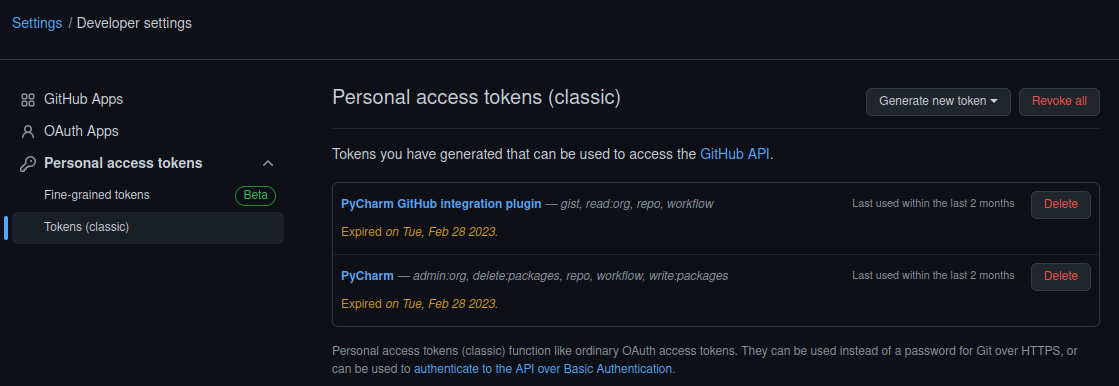 Settings / Developer settings
GitHub Apps
OAuth Apps
Personal access tokens
Fine-grained tokens Beta
Tokens (classic)
Personal access tokens (classic)
Generate new token Revoke all
Tokens you have generated that can be used to access the GitHub API.
PyCharm GitHub integration plugin — gist, read:org, repo, workflow Last used within the last 2 months Delete
Expired on Tue, Feb 28 2023.
PyCharm — admin:org, delete:packages, repo, workflow, write:packages Last used within the last 2 months Delete
Expired on Tue, Feb 28 2023.
Personal access tokens (classic) function like ordinary OAuth access tokens. They can be used instead of a password for Git over HTTPS, or
can be used to authenticate to the API over Basic Authentication.